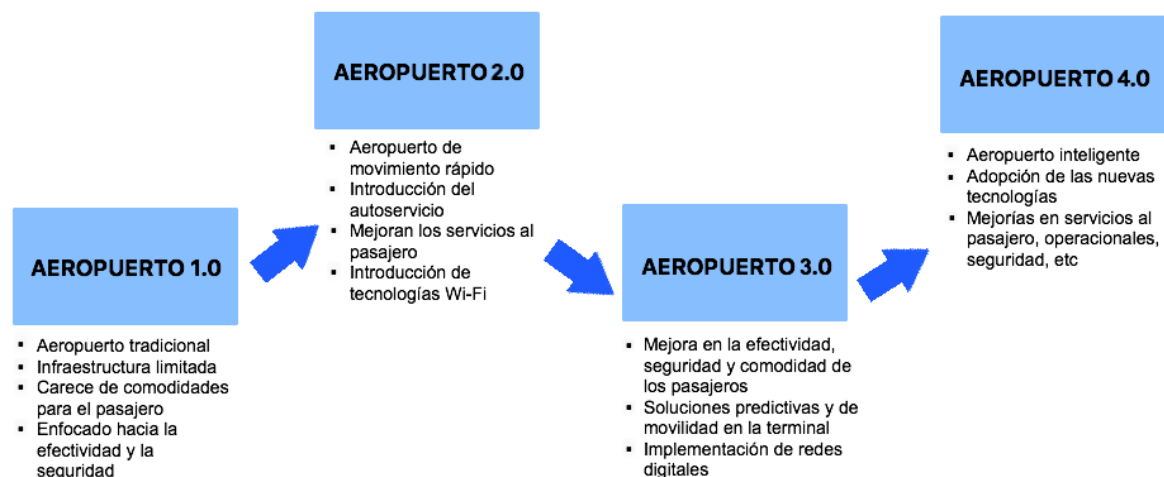 AEROPUERTO 1.0
▪ Aeropuerto tradicional
▪ Infraestructura limitada
▪ Carece de comodidades
para el pasajero
▪ Enfocado hacia la
efectividad y la
seguridad
AEROPUERTO 2.0
▪ Aeropuerto de
movimiento rápido
▪ Introducción del
autoservicio
▪ Mejoran los servicios al
pasajero
▪ Introducción de
tecnologías Wi-Fi
AEROPUERTO 3.0
▪ Mejora en la efectividad,
seguridad y comodidad de
los pasajeros
▪ Soluciones predictivas y de
movilidad en la terminal
▪ Implementación de redes
digitales
AEROPUERTO 4.0
▪ Aeropuerto inteligente
▪ Adopción de las nuevas
tecnologías
▪ Mejorías en servicios al
pasajero, operacionales,
seguridad, etc